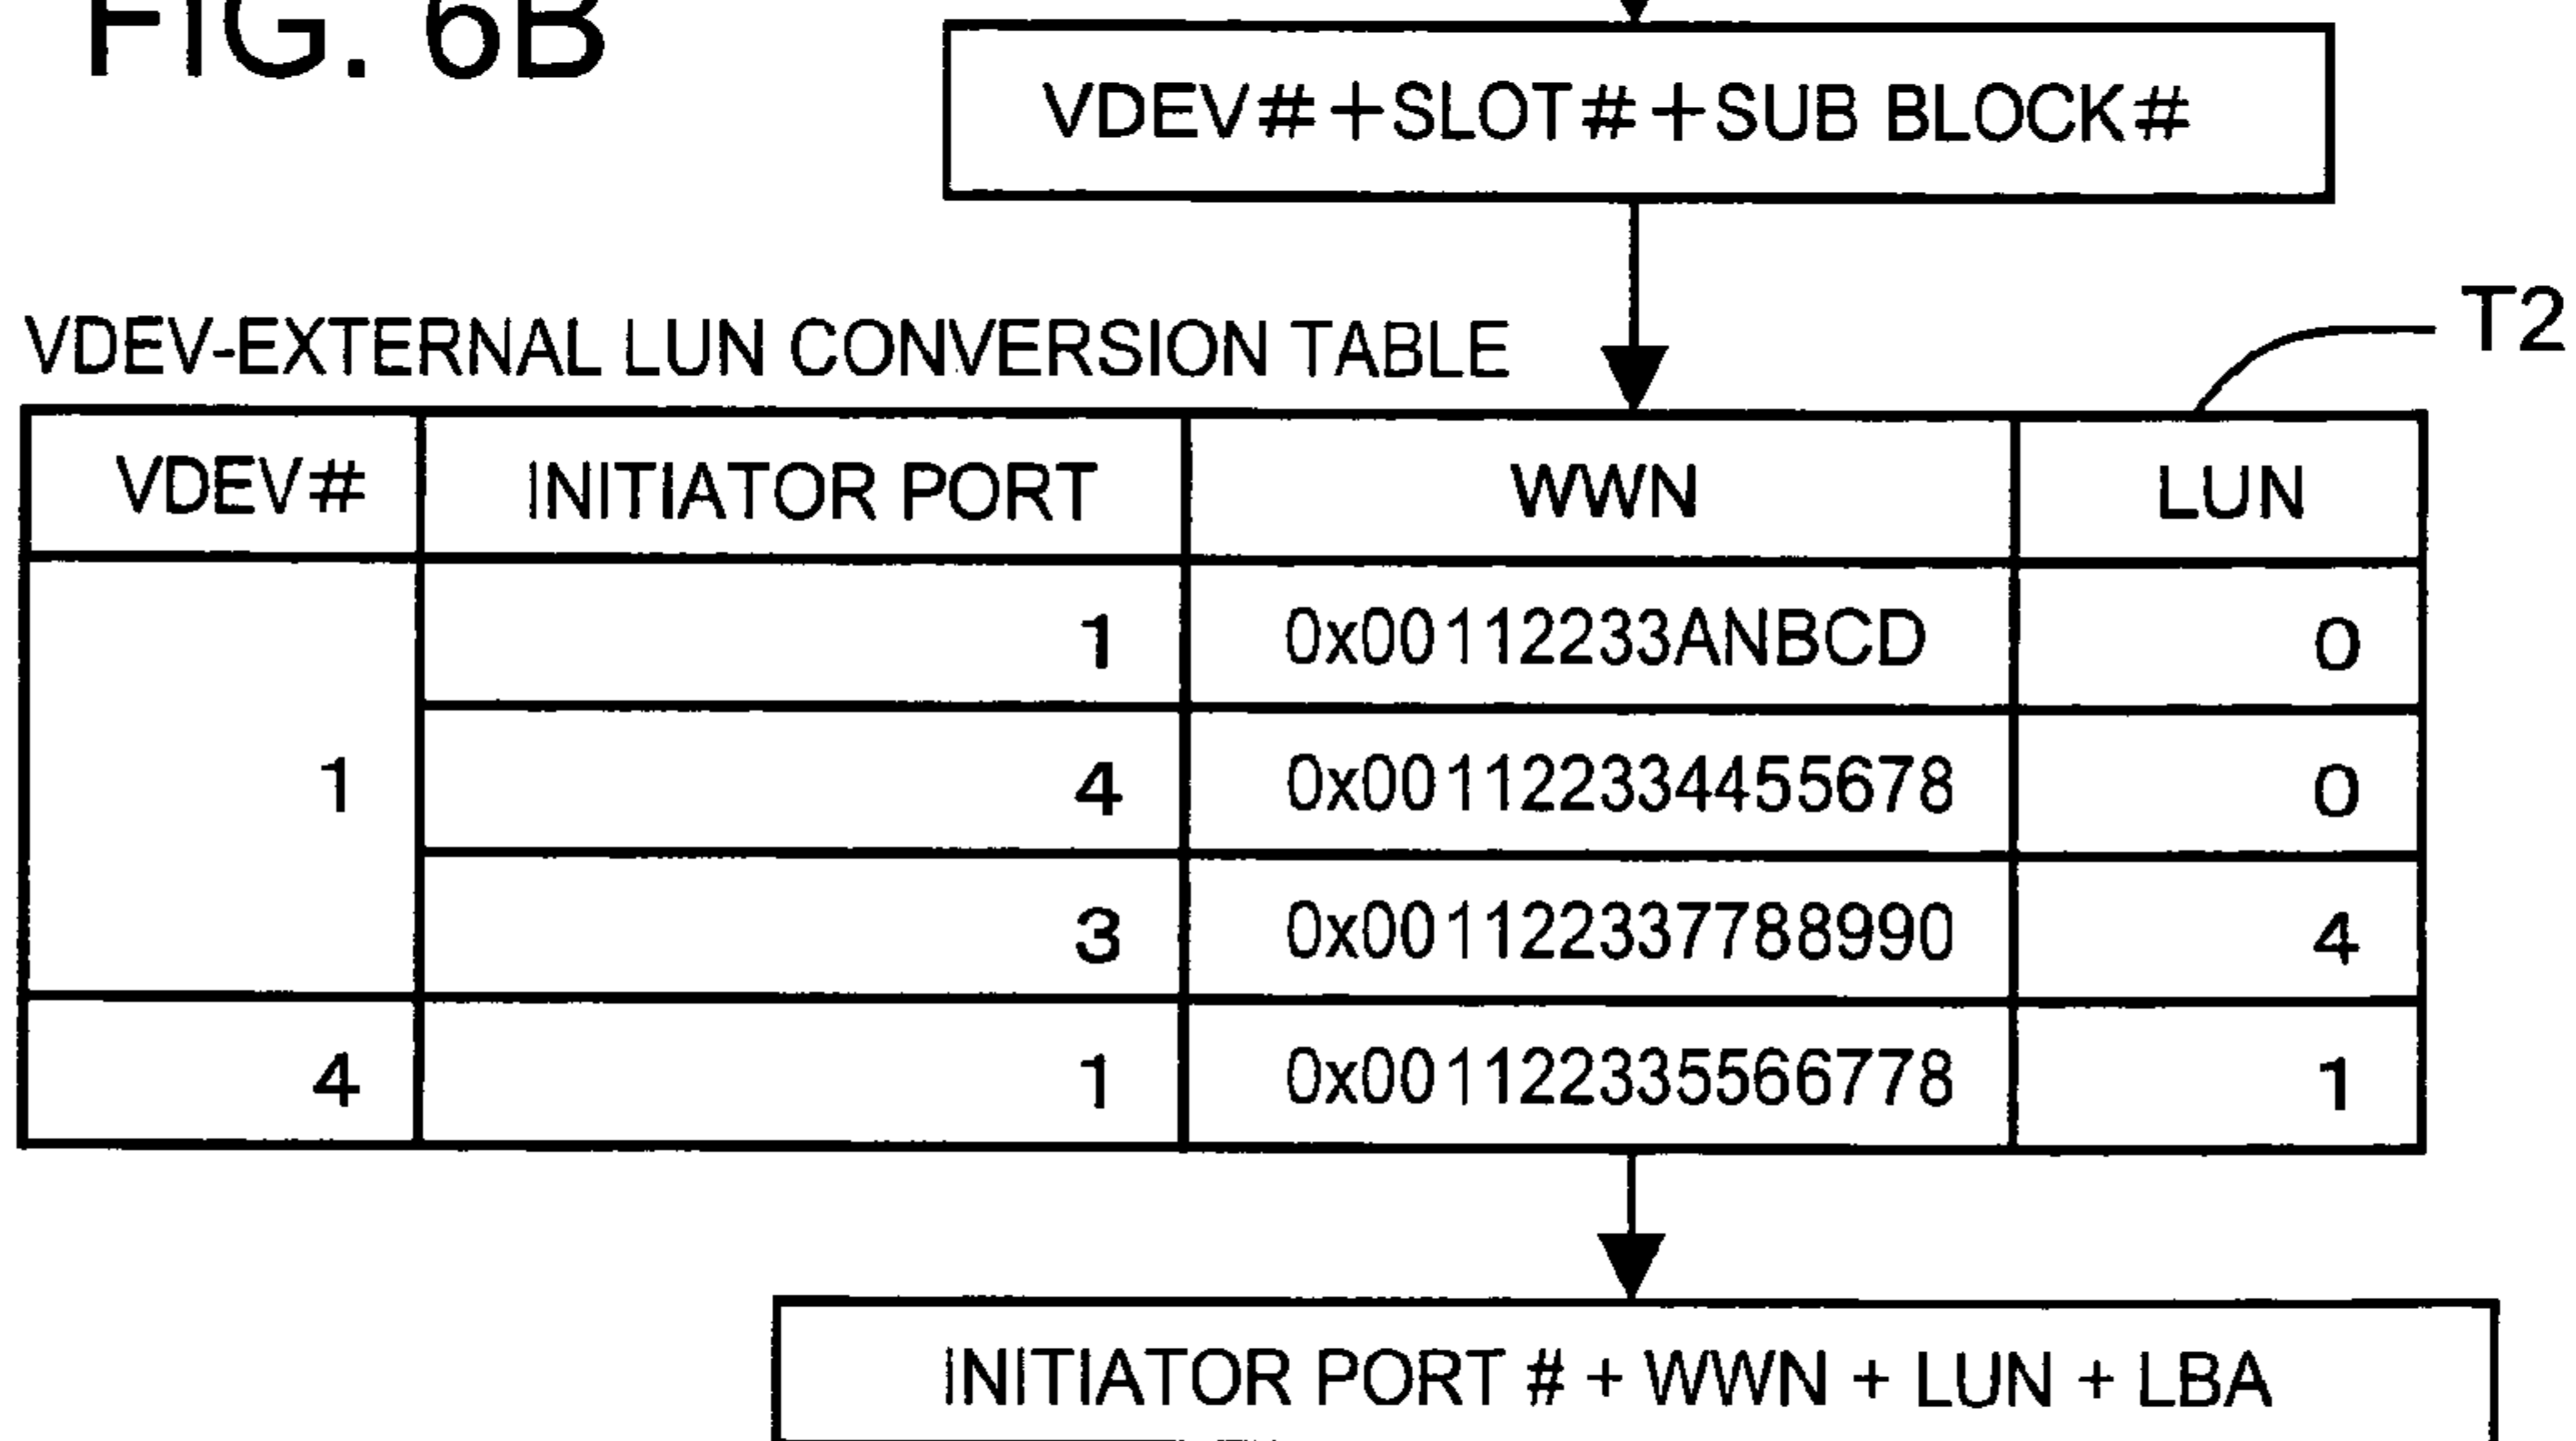 FIG. 6B
VDEV#+SLOT#+SUB BLOCK#
VDEV-EXTERNAL LUN CONVERSION TABLE
T2
VDEV# INITIATOR PORT WWN LUN
1 0x00112233ANBCD 0
1 4 0x001122334455678 0
3 0x001122337788990 4
4 1 0x001122335566778 1
INITIATOR PORT # + WWN + LUN + LBA